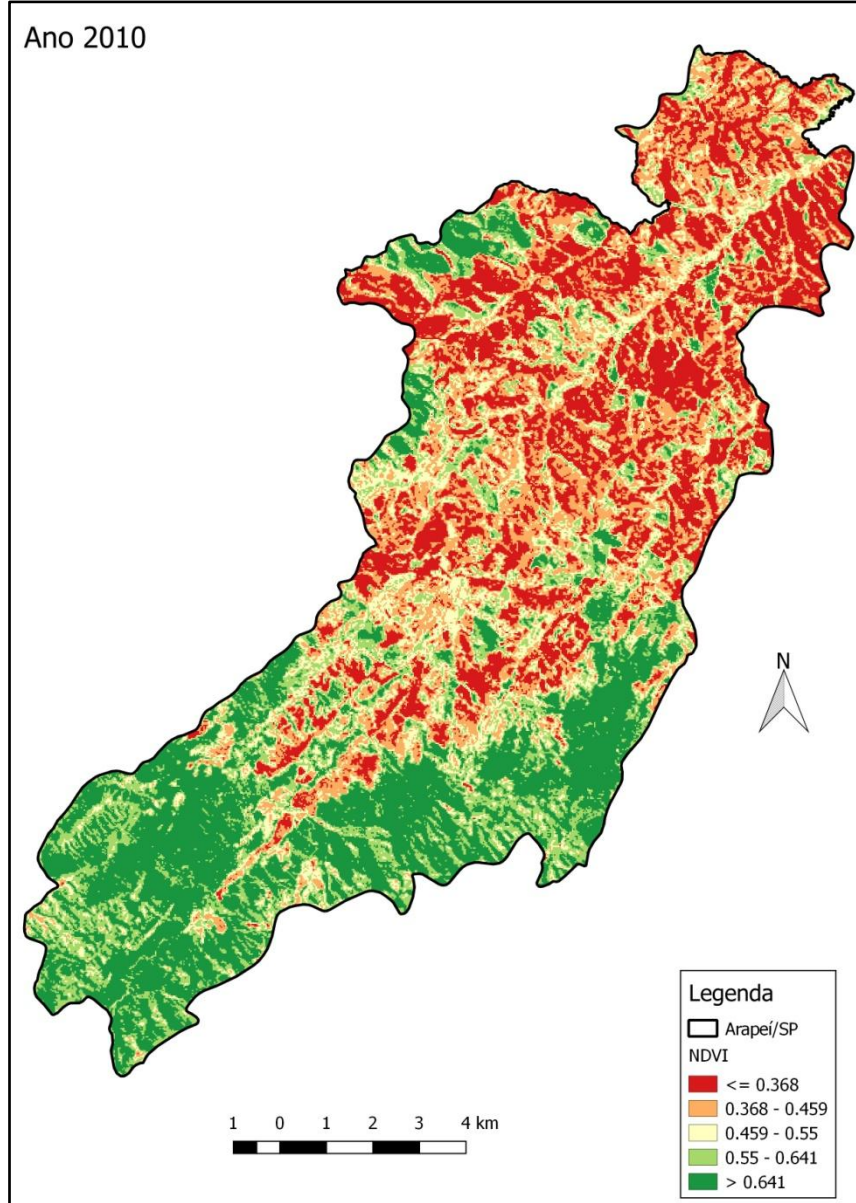 Ano 2010
N
Legenda
Arapeí/SP
NDVI
<= 0.368
0.368 - 0.459
0.459 - 0.55
0.55 - 0.641
> 0.641
1 0 1 2 3 4 km